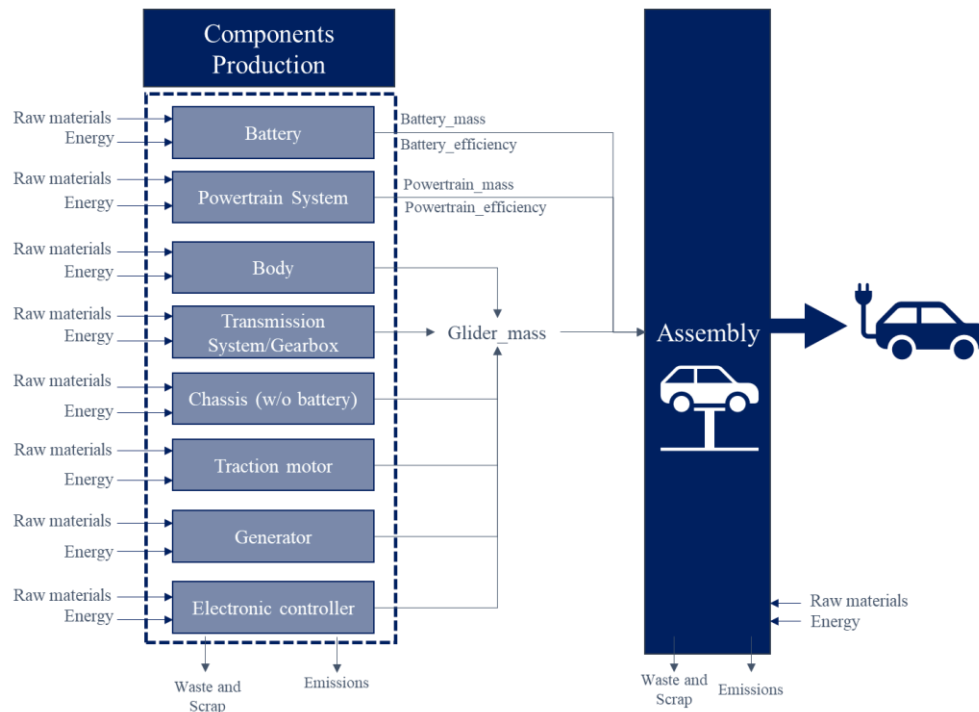 Components
Production
Raw materials
Energy
Battery
Battery_mass
Battery_efficiency
Raw materials
Energy
Powertrain System
Powertrain_mass
Powertrain_efficiency
Raw materials
Energy
Body
Raw materials
Energy
Transmission
System/Gearbox
Glider_mass
Assembly
Raw materials
Energy
Chassis (w/o battery)
Raw materials
Energy
Traction motor
Raw materials
Energy
Generator
Raw materials
Energy
Electronic controller
Raw materials
Energy
Waste and
Scrap
Emissions
Waste and
Scrap
Emissions